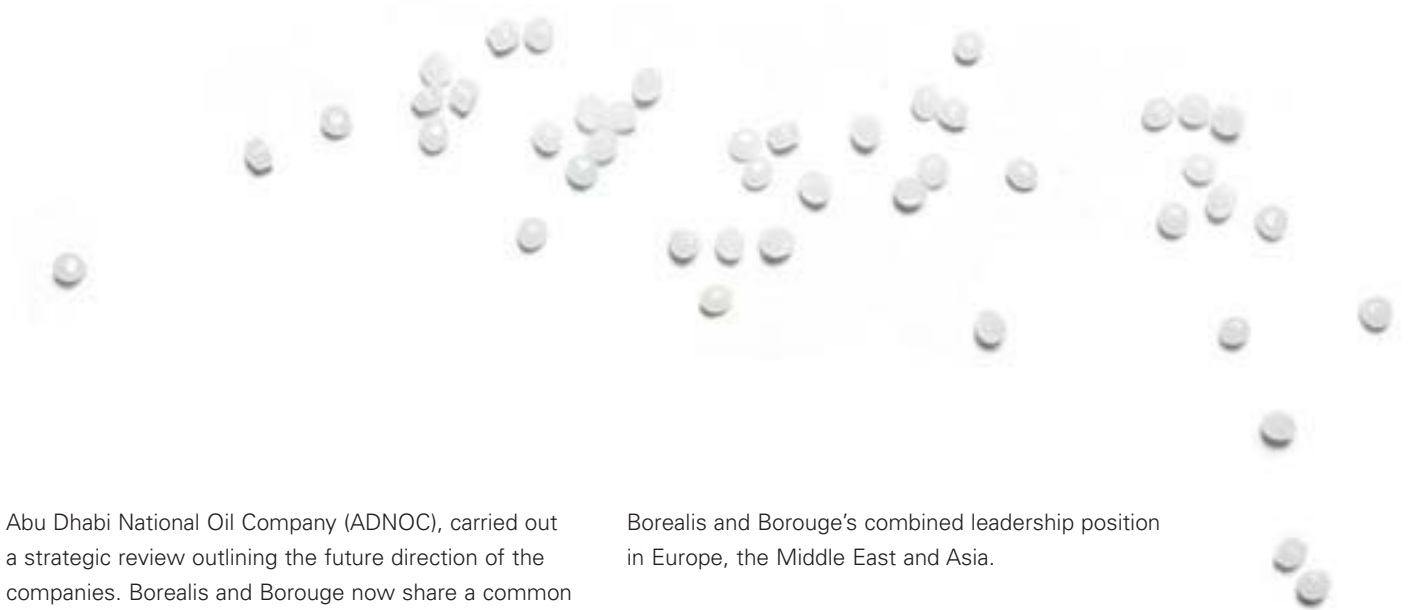 Abu Dhabi National Oil Company (ADNOC), carried out
a strategic review outlining the future direction of the
companies. Borealis and Borouge now share a common
Borealis and Borouge’s combined leadership position
in Europe, the Middle East and Asia.